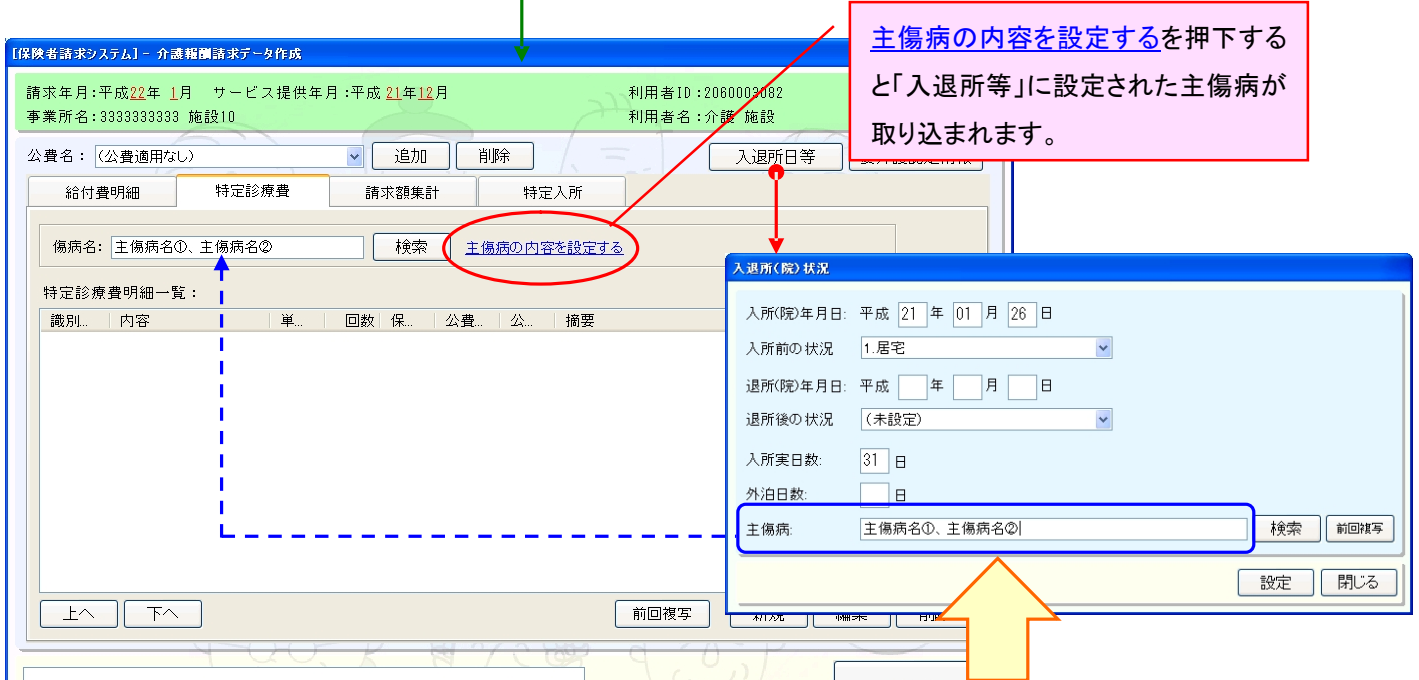 主傷病の内容を設定するを押下する
と「入退所等」に設定された主傷病が
取り込まれます。
[保険者請求システム] - 介護報酬請求データ作成
請求年月:平成22年 1月 サービス提供年月:平成 21年12月
利用者ID:2060003082
事業所名:3333333333 施設10
利用者名:介護 施設
公費名: (公費適用なし) 追加 削除 入退所日等
給付費明細 特定診療費 請求額集計 特定入所
傷病名: 主傷病名①、主傷病名② 検索 主傷病の内容を設定する
特定診療費明細一覧:
識別... 内容 単... 回数 保... 公費... 公... 摘要
上へ 下へ 前回複写
入退所(院)状況
入所(院)年月日: 平成 21 年 01 月 26 日
入所前の状況 1.居宅
退所(院)年月日: 平成 年 月 日
退所後の状況 (未設定)
入所実日数: 31 日
外泊日数: 日
主傷病: 主傷病名①、主傷病名② 検索 前回複写
設定 閉じる